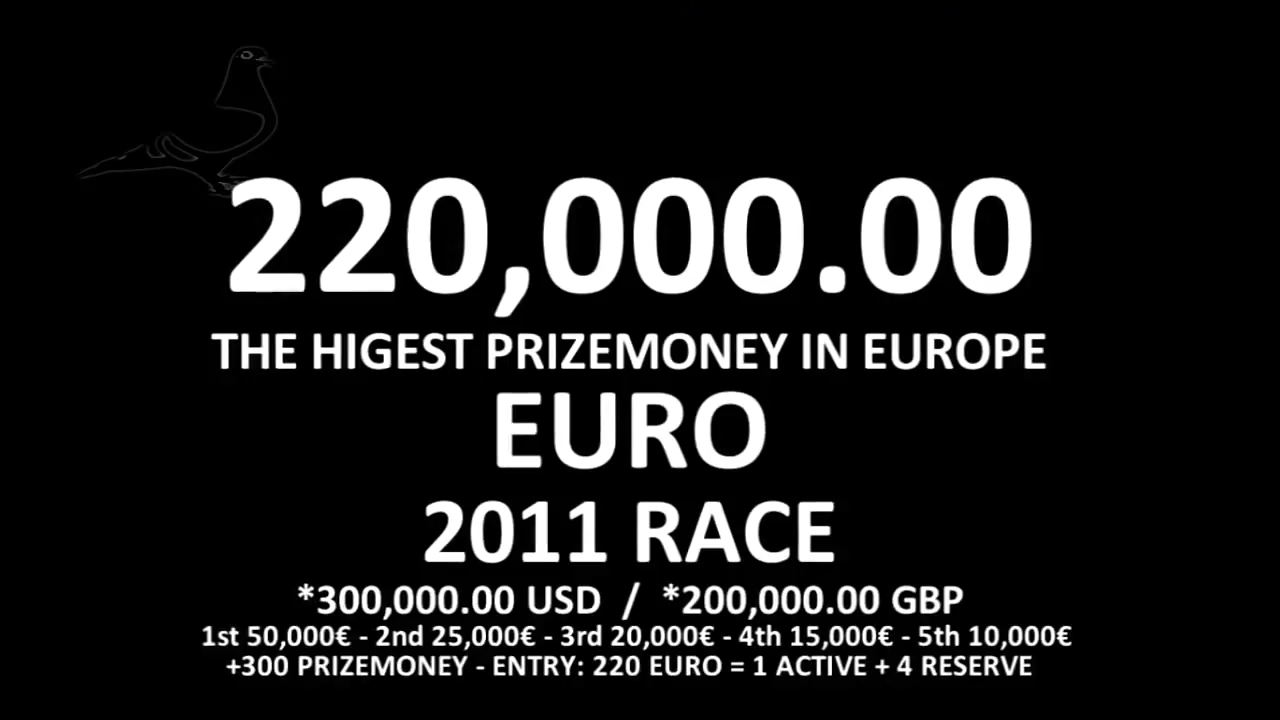 220,000.00
THE HIGEST PRIZEMONEY IN EUROPE
EURO
2011 RACE
*300,000.00 USD / *200,000.00 GBP
1st 50,000€ - 2nd 25,000€ - 3rd 20,000€ - 4th 15,000€ - 5th 10,000€
+300 PRIZEMONEY - ENTRY: 220 EURO = 1 ACTIVE + 4 RESERVE